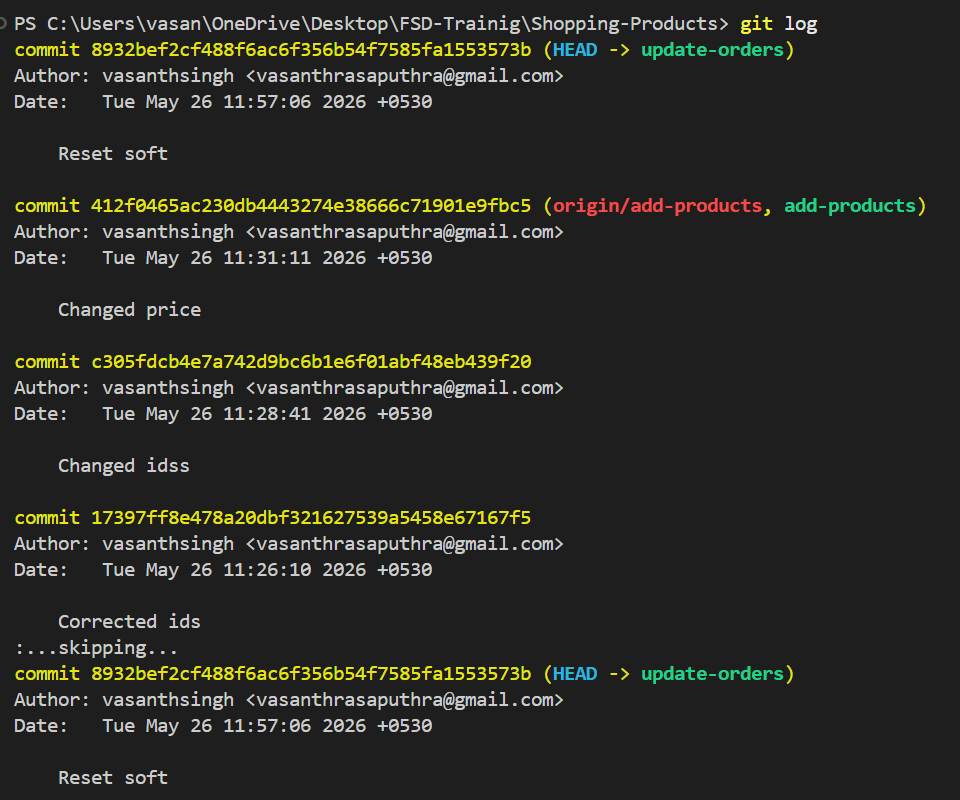 PS C:\Users\vasan\OneDrive\Desktop\FSD-Trainig\Shopping-Products> git log
commit 8932bef2cf488f6ac6f356b54f7585fa1553573b (HEAD -> update-orders)
Author: vasanthsingh <vasanthrasaputhra@gmail.com>
Date:   Tue May 26 11:57:06 2026 +0530
    Reset soft
commit 412f0465ac230db4443274e38666c71901e9fbc5 (origin/add-products, add-products)
Author: vasanthsingh <vasanthrasaputhra@gmail.com>
Date:   Tue May 26 11:31:11 2026 +0530
    Changed price
commit c305fdcb4e7a742d9bc6b1e6f01abf48eb439f20
Author: vasanthsingh <vasanthrasaputhra@gmail.com>
Date:   Tue May 26 11:28:41 2026 +0530
    Changed idss
commit 17397ff8e478a20dbf321627539a5458e67167f5
Author: vasanthsingh <vasanthrasaputhra@gmail.com>
Date:   Tue May 26 11:26:10 2026 +0530
    Corrected ids
:...skipping...
commit 8932bef2cf488f6ac6f356b54f7585fa1553573b (HEAD -> update-orders)
Author: vasanthsingh <vasanthrasaputhra@gmail.com>
Date:   Tue May 26 11:57:06 2026 +0530
    Reset soft